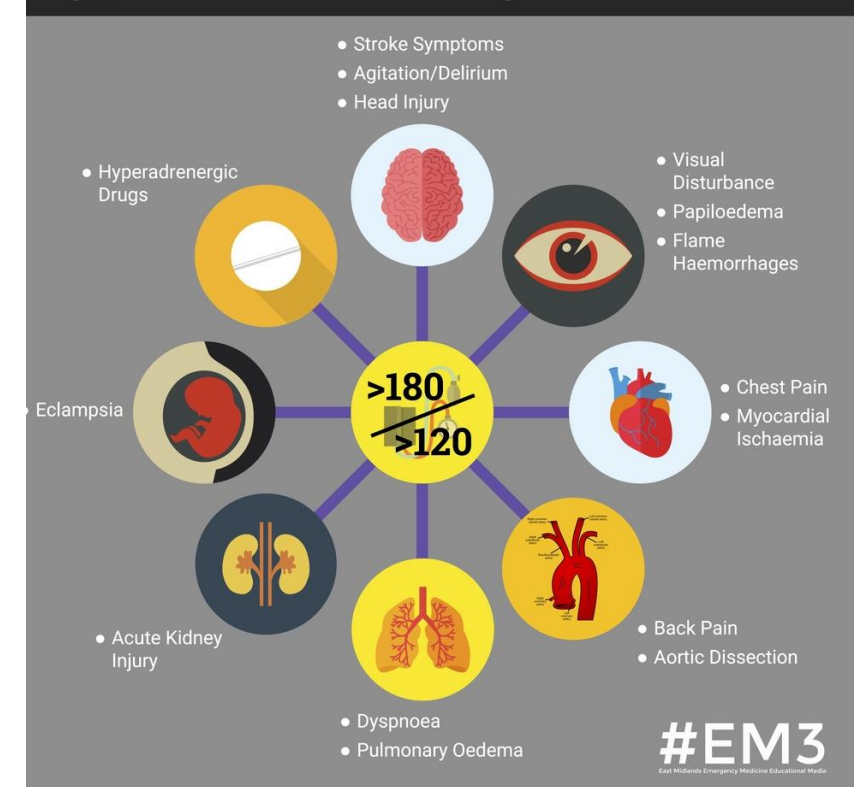 ● Stroke Symptoms
● Agitation/Delirium
● Head Injury
● Hyperadrenergic
Drugs
● Visual
Disturbance
● Papiloedema
● Flame
Haemorrhages
>180
>120
● Eclampsia
● Chest Pain
● Myocardial
Ischaemia
● Acute Kidney
Injury
● Back Pain
● Aortic Dissection
● Dyspnoea
● Pulmonary Oedema
#EM3
East Midlands Emergency Medicine Educational Media